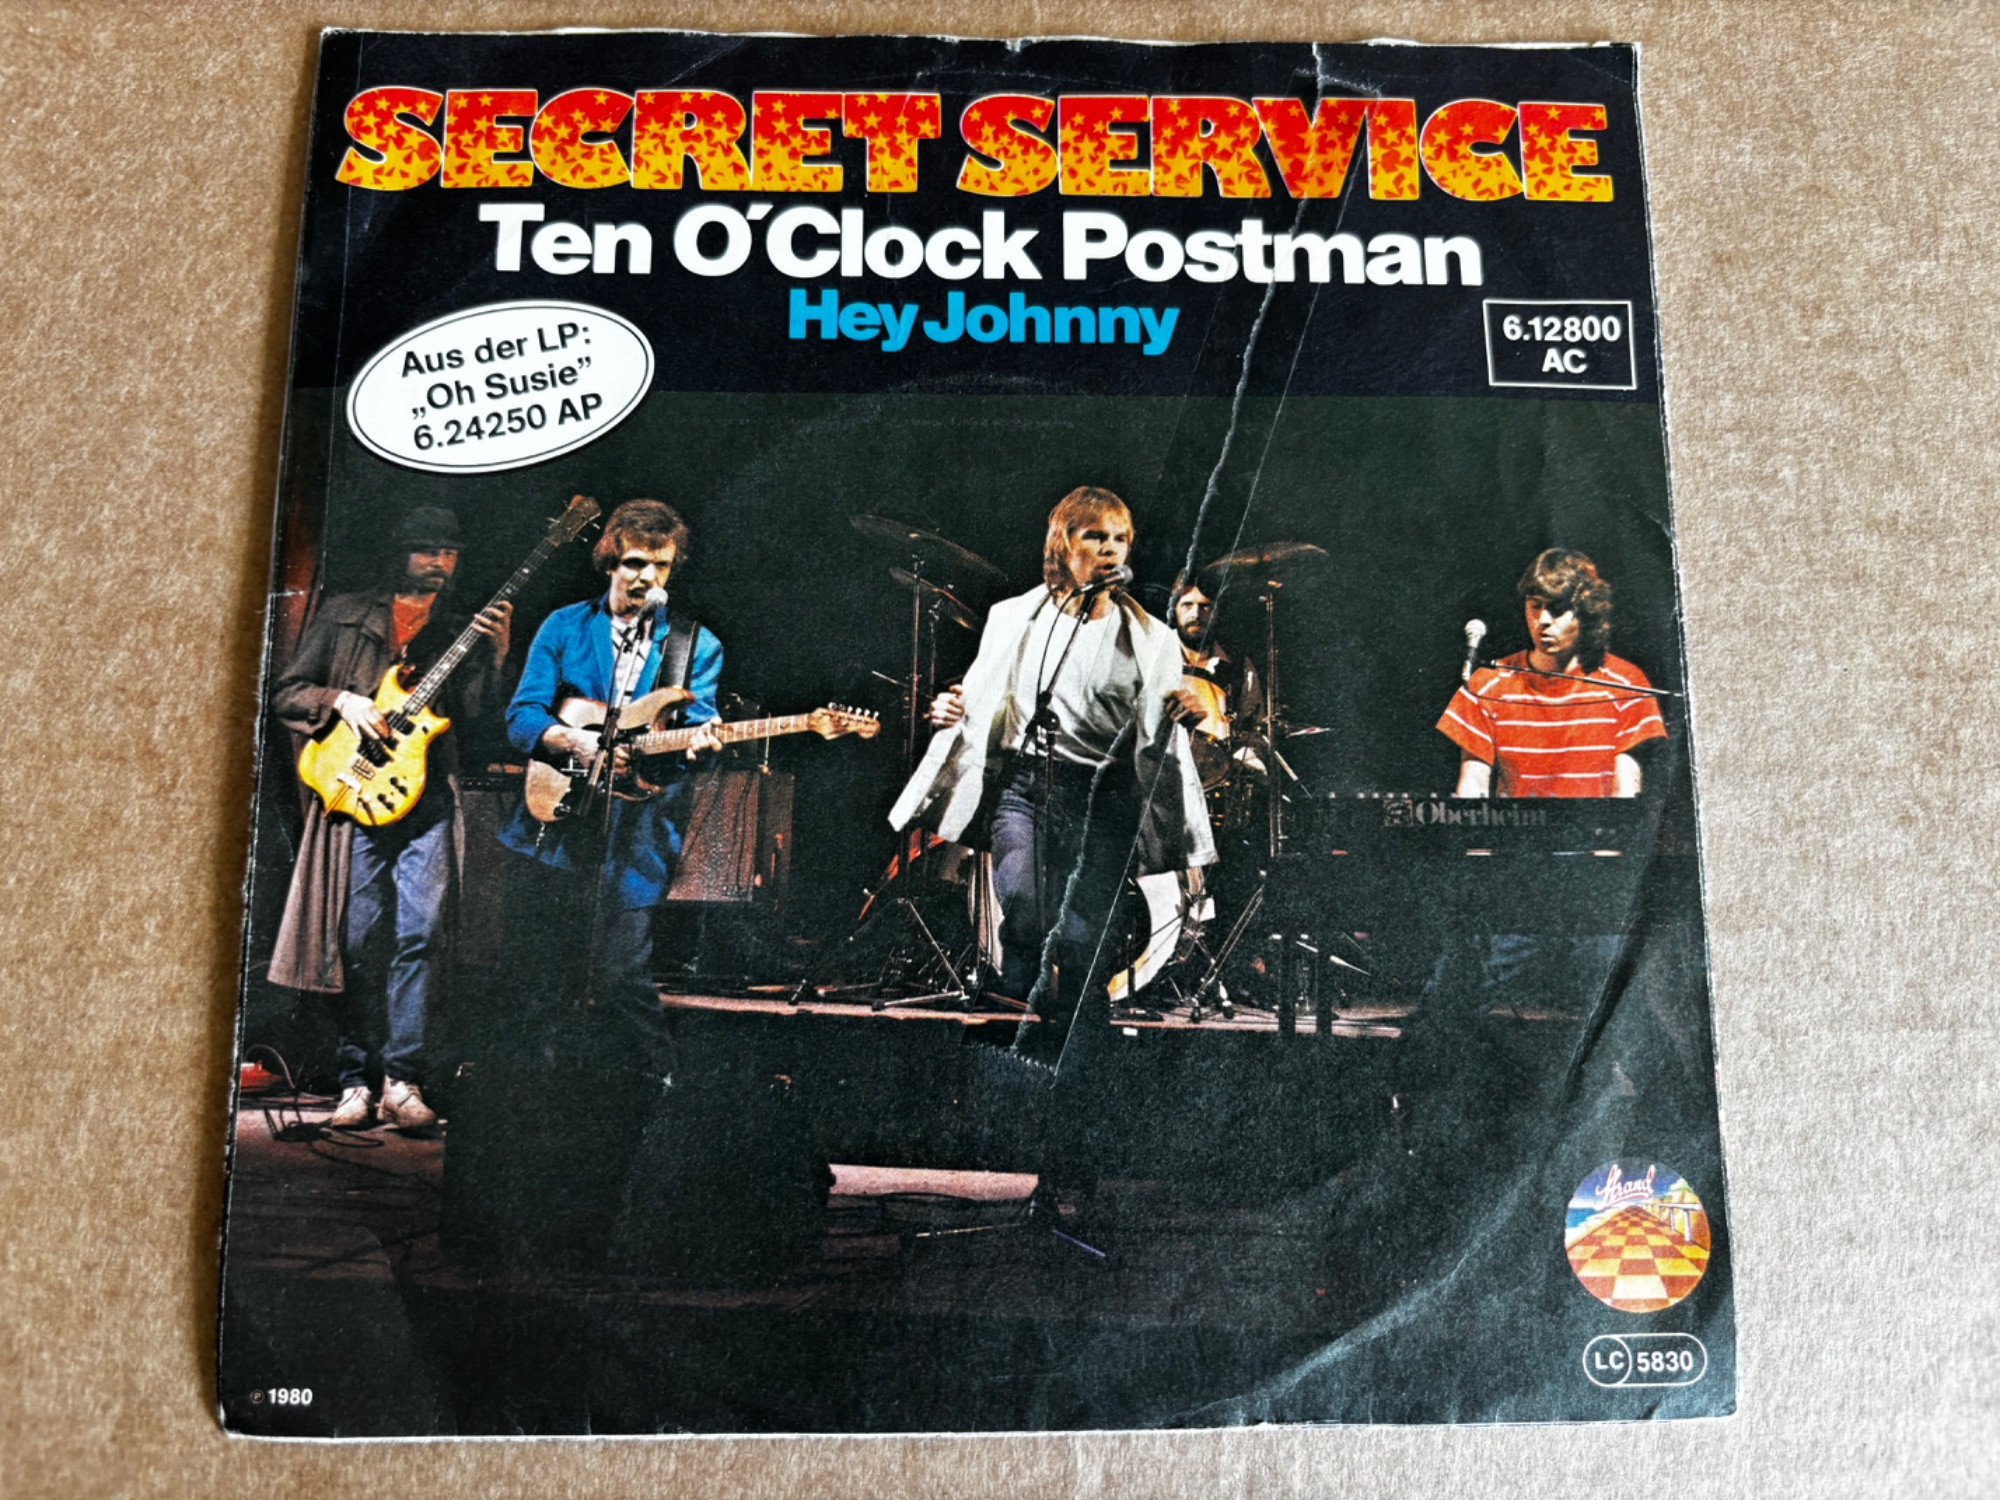 SECRET SERVICE
Ten O´Clock Postman
Hey Johnny
6.12800
AC
Aus der LP:
„Oh Susie”
6.24250 AP
Oberheim
Strand
LC 5830
℗ 1980